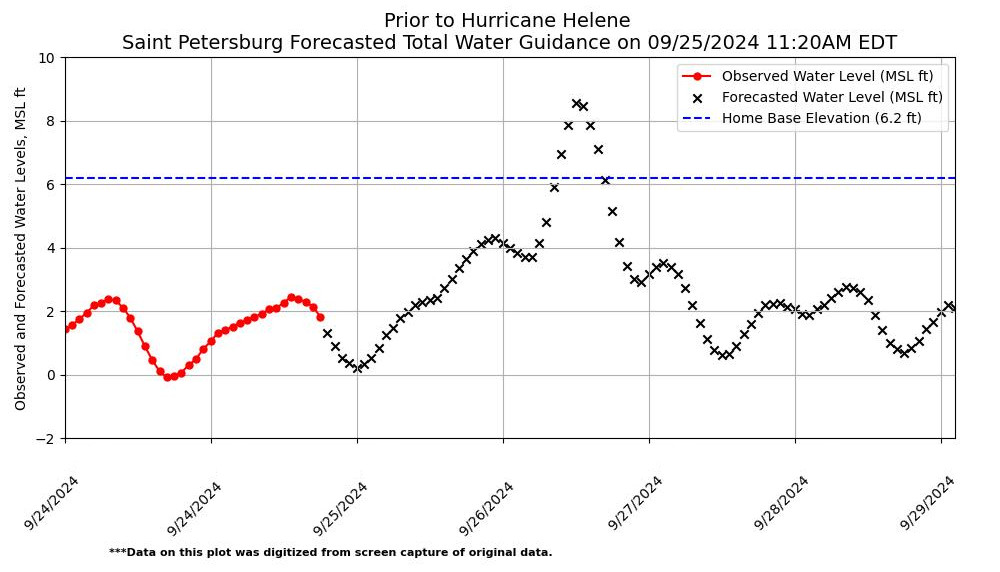 Prior to Hurricane Helene
Saint Petersburg Forecasted Total Water Guidance on 09/25/2024 11:20AM EDT
Observed Water Level (MSL ft)
Forecasted Water Level (MSL ft)
Home Base Elevation (6.2 ft)
Observed and Forecasted Water Levels, MSL ft
10
8
6
4
2
0
−2
9/24/2024
9/24/2024
9/25/2024
9/26/2024
9/27/2024
9/28/2024
9/29/2024
***Data on this plot was digitized from screen capture of original data.